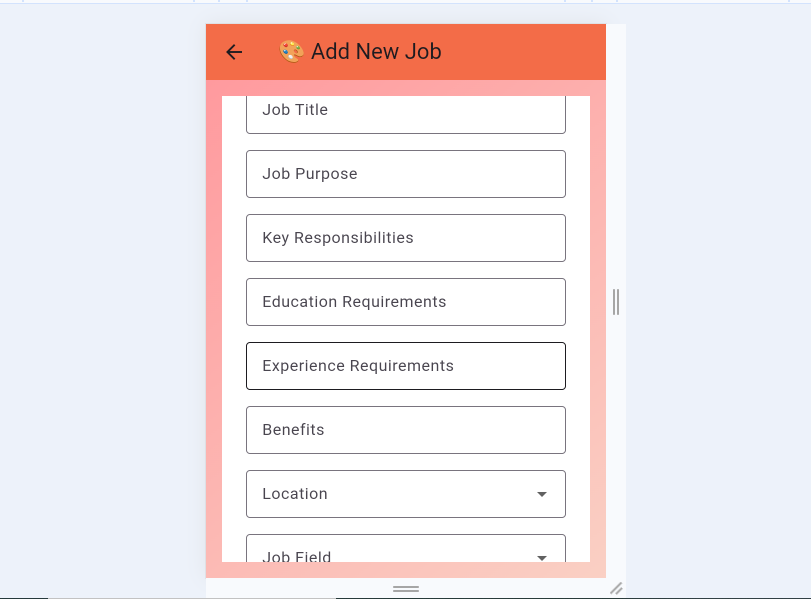 Add New Job
Job Title
Job Purpose
Key Responsibilities
Education Requirements
Experience Requirements
Benefits
Location
Job Field